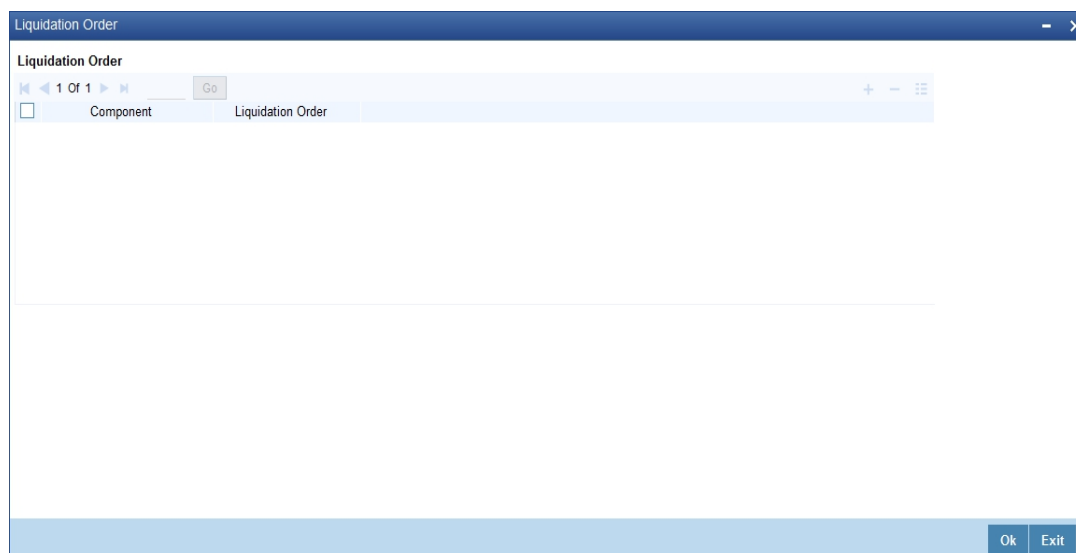 Liquidation Order
Liquidation Order
1 Of 1 Go
Component Liquidation Order
Ok Exit